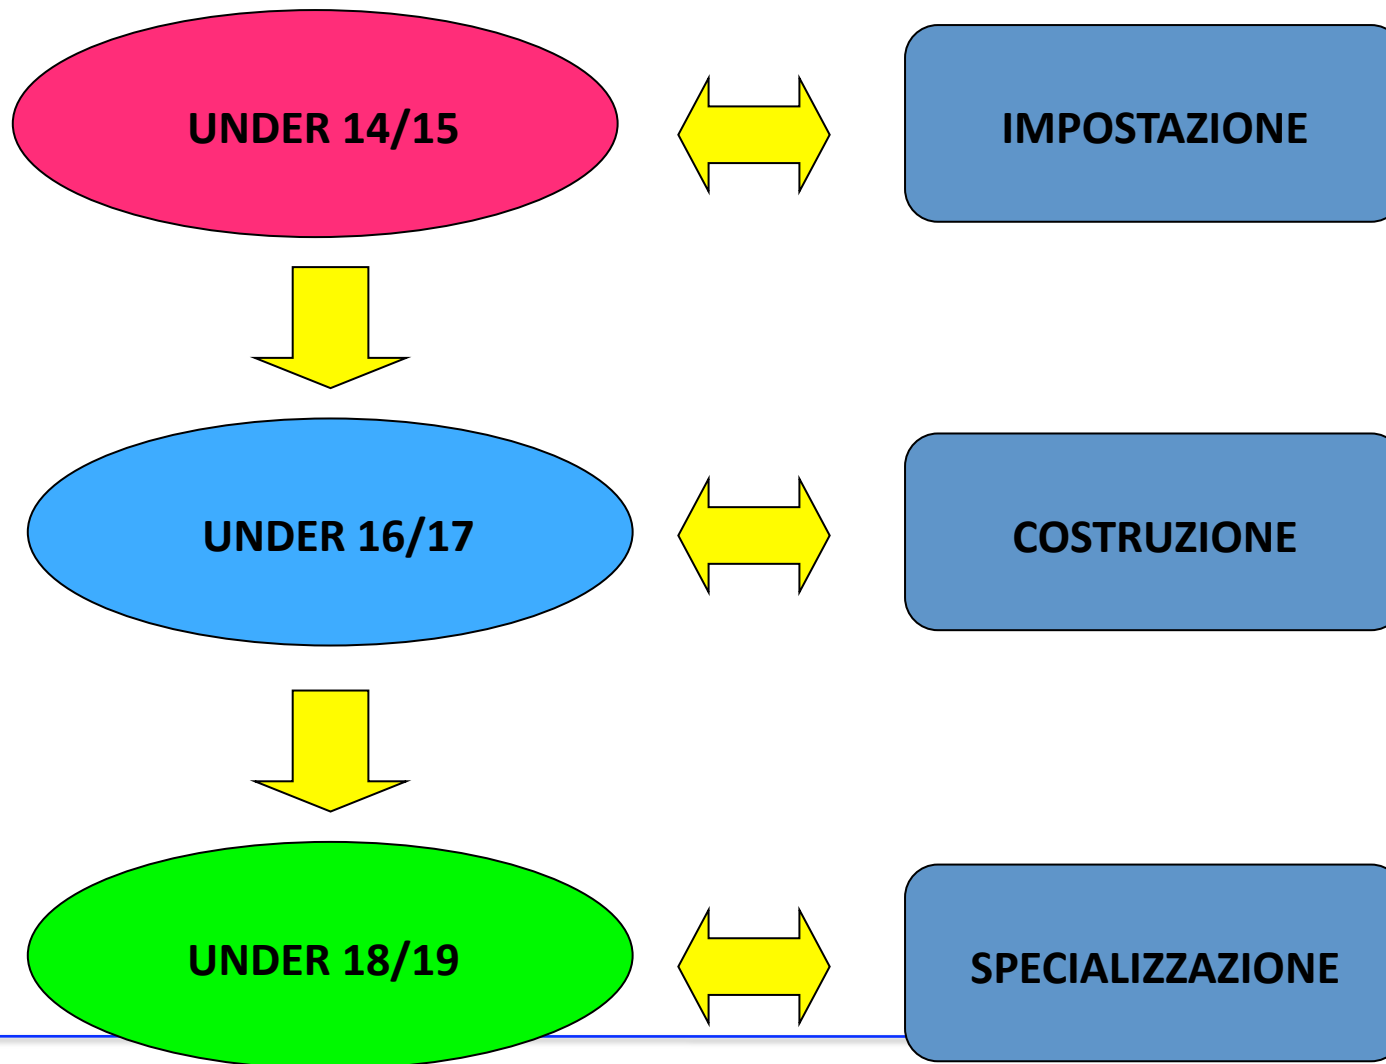 UNDER 14/15
IMPOSTAZIONE
UNDER 16/17
COSTRUZIONE
UNDER 18/19
SPECIALIZZAZIONE